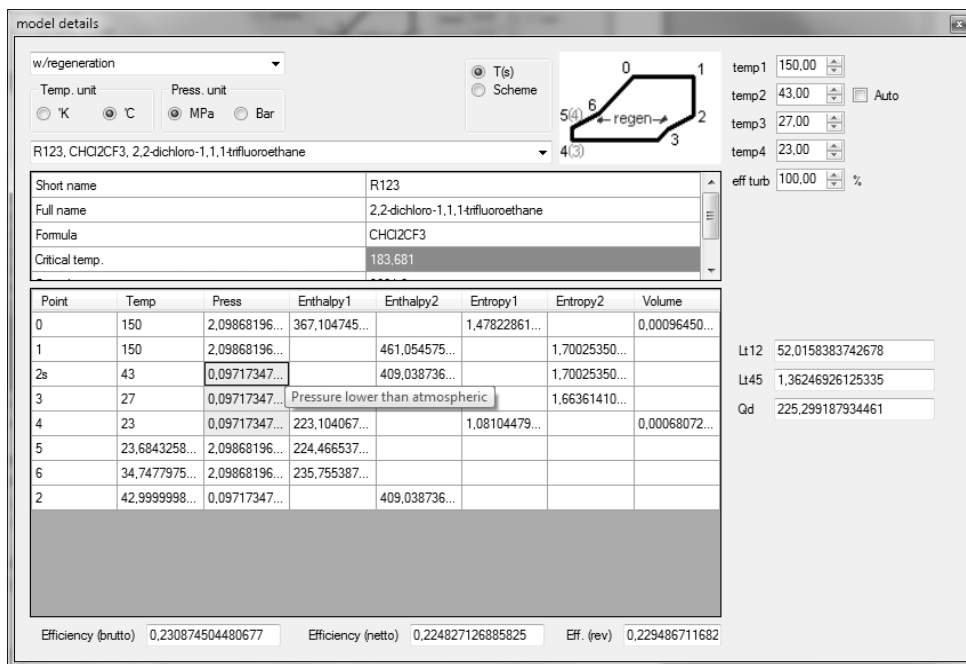 model details
w/regeneration
Temp. unit
Press. unit
°K
°C
MPa
Bar
T(s)
Scheme
0
1
2
3
4(3)
5(4)
6
regen
temp1 150,00
temp2 43,00 Auto
temp3 27,00
temp4 23,00
eff turb 100,00 %
R123, CHCl2CF3, 2,2-dichloro-1,1,1-trifluoroethane
Short name R123
Full name 2,2-dichloro-1,1,1-trifluoroethane
Formula CHCl2CF3
Critical temp. 183,681
Point Temp Press Enthalpy1 Enthalpy2 Entropy1 Entropy2 Volume
0 150 2,09868196... 367,104745... 1,47822861... 0,00096450...
1 150 2,09868196... 461,054575... 1,70025350...
2s 43 0,09717347... 409,038736... 1,70025350...
3 27 0,09717347... Pressure lower than atmospheric 1,66361410...
4 23 0,09717347... 223,104067... 1,08104479... 0,00068072...
5 23,6843258... 2,09868196... 224,466537...
6 34,7477975... 2,09868196... 235,755387...
2 42,9999998... 0,09717347... 409,038736...
Lt12 52,0158383742678
Lt45 1,36246926125335
Qd 225,299187934461
Efficiency (brutto) 0,230874504480677 Efficiency (netto) 0,224827126885825 Eff. (rev) 0,229486711682